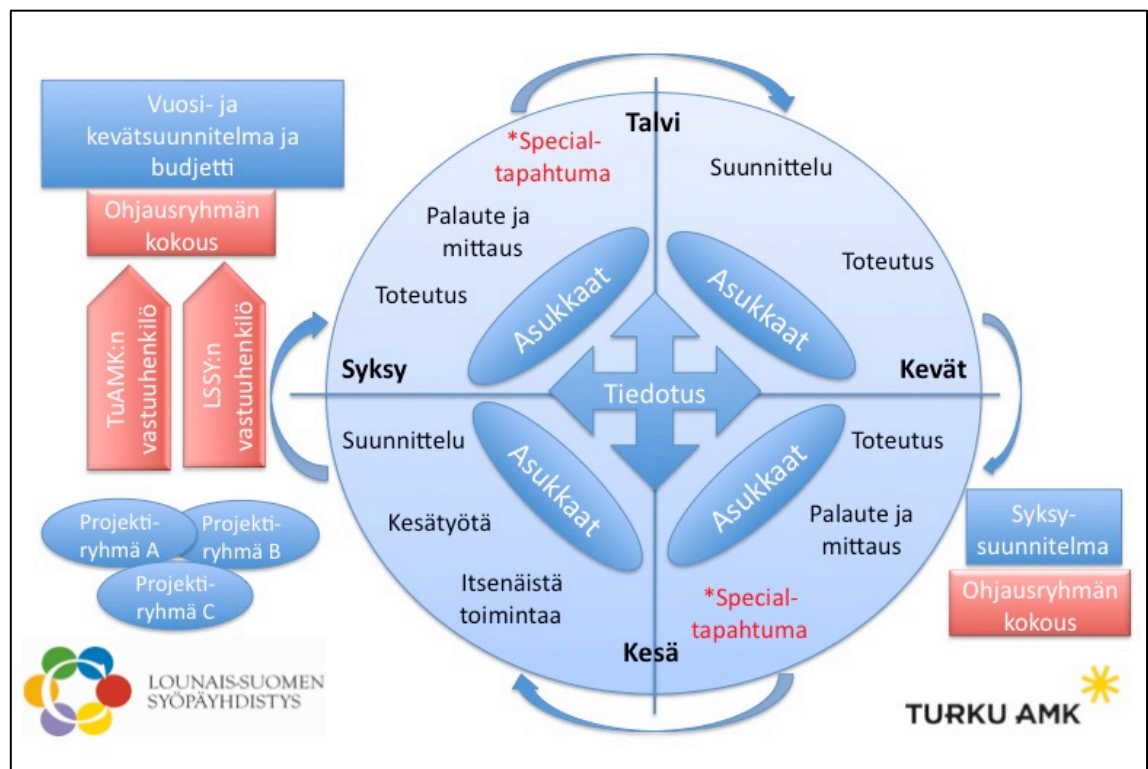 Vuosi- ja
kevätsuunnitelma ja
budjetti
Ohjausryhmän
kokous
TuAMK:n
vastuuhenkilö
LSSY:n
vastuuhenkilö
Projekti-
ryhmä A
Projekti-
ryhmä B
Projekti-
ryhmä C
LOUNAIS-SUOMEN
SYÖPÄYHDISTYS
Talvi
*Special-
tapahtuma
Palaute ja
mittaus
Toteutus
Asukkaat
Syksy
Suunnittelu
Toteutus
Asukkaat
Kevät
Tiedotus
Suunnittelu
Kesätyötä
Itsenäistä
toimintaa
Asukkaat
Toteutus
Palaute ja
mittaus
*Special-
tapahtuma
Asukkaat
Kesä
Syksy-
suunnitelma
Ohjausryhmän
kokous
TURKU AMK